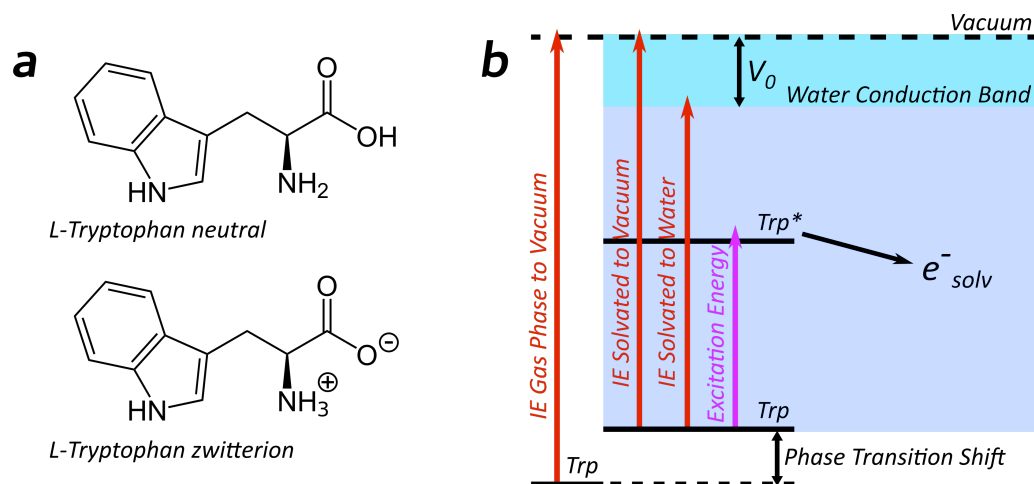 a
O
OH
HN
NH2
L-Tryptophan neutral
O
O ⊖
⊕
HN
NH3
L-Tryptophan zwitterion
b
Vacuum
V0
Water Conduction Band
IE Gas Phase to Vacuum
IE Solvated to Vacuum
IE Solvated to Water
Excitation Energy
Trp*
e-solv
Trp
Trp
Phase Transition Shift